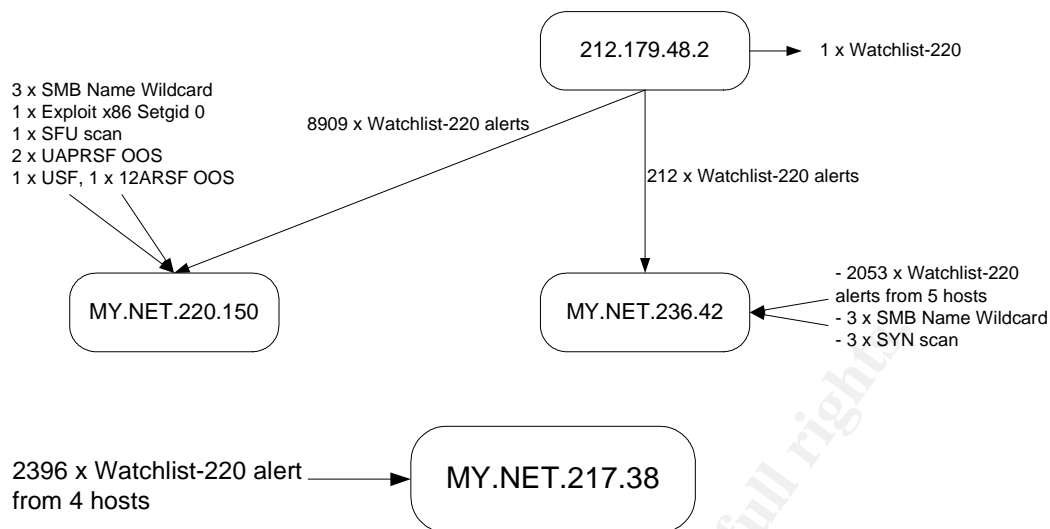 212.179.48.2
1 x Watchlist-220
3 x SMB Name Wildcard
1 x Exploit x86 Setgid 0
1 x SFU scan
2 x UAPRSF OOS
1 x USF, 1 x 12ARSF OOS
8909 x Watchlist-220 alerts
212 x Watchlist-220 alerts
MY.NET.220.150
MY.NET.236.42
- 2053 x Watchlist-220
alerts from 5 hosts
- 3 x SMB Name Wildcard
- 3 x SYN scan
2396 x Watchlist-220 alert
from 4 hosts
MY.NET.217.38
full rights